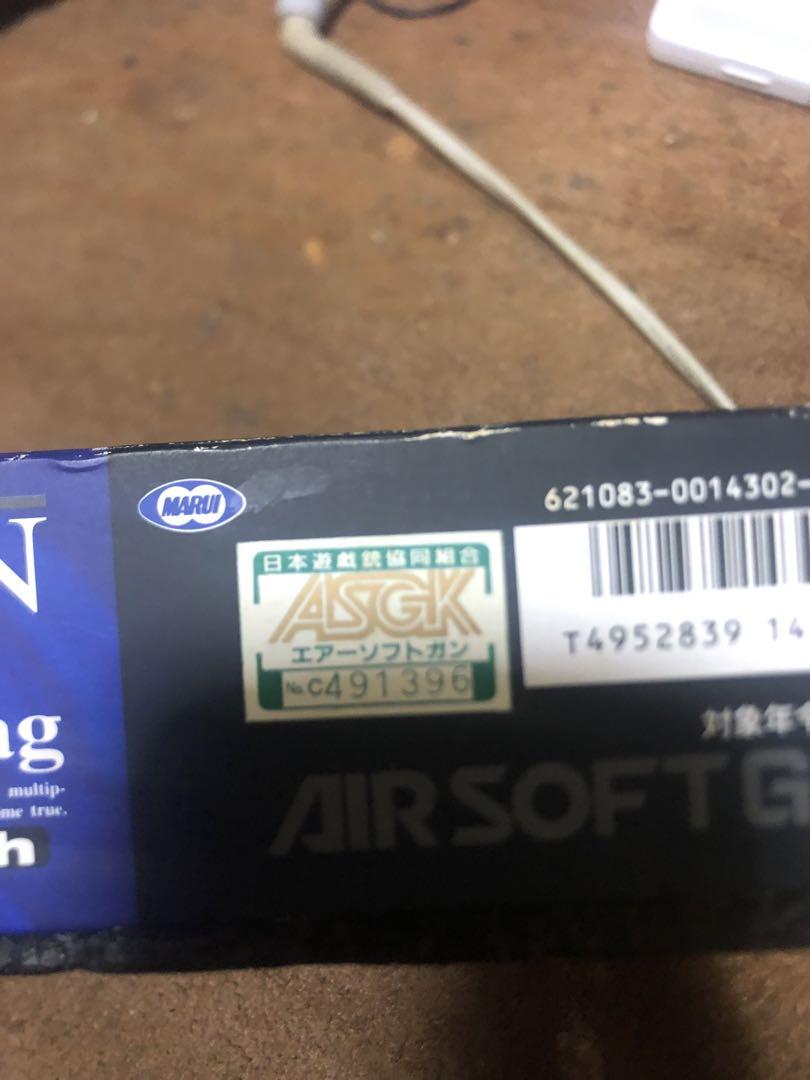 N
ag
multip-
me true.
h
MARUI
621083-0014302-
日本遊戯銃協同組合
ASGK
エアーソフトガン
No.C491396
T4952839 14
対象年令
AIR SOFT G